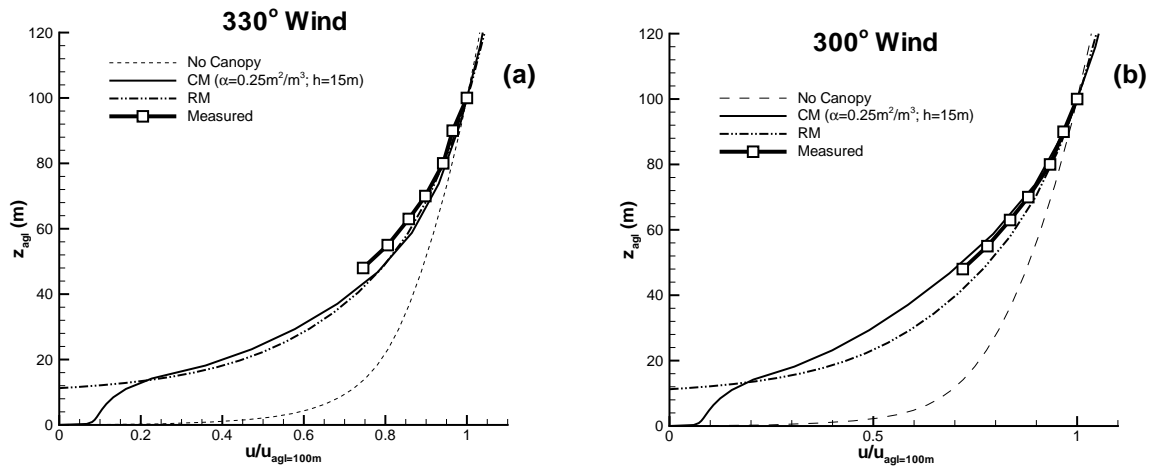 330° Wind
(a)
No Canopy
CM (α=0.25m²/m³; h=15m)
RM
Measured
120
100
80
60
40
20
0
z_agl (m)
0 0.2 0.4 0.6 0.8 1
u/u_agl=100m
300° Wind
(b)
No Canopy
CM (α=0.25m²/m³; h=15m)
RM
Measured
120
100
80
60
40
20
0
z_agl (m)
0 0.5 1
u/u_agl=100m